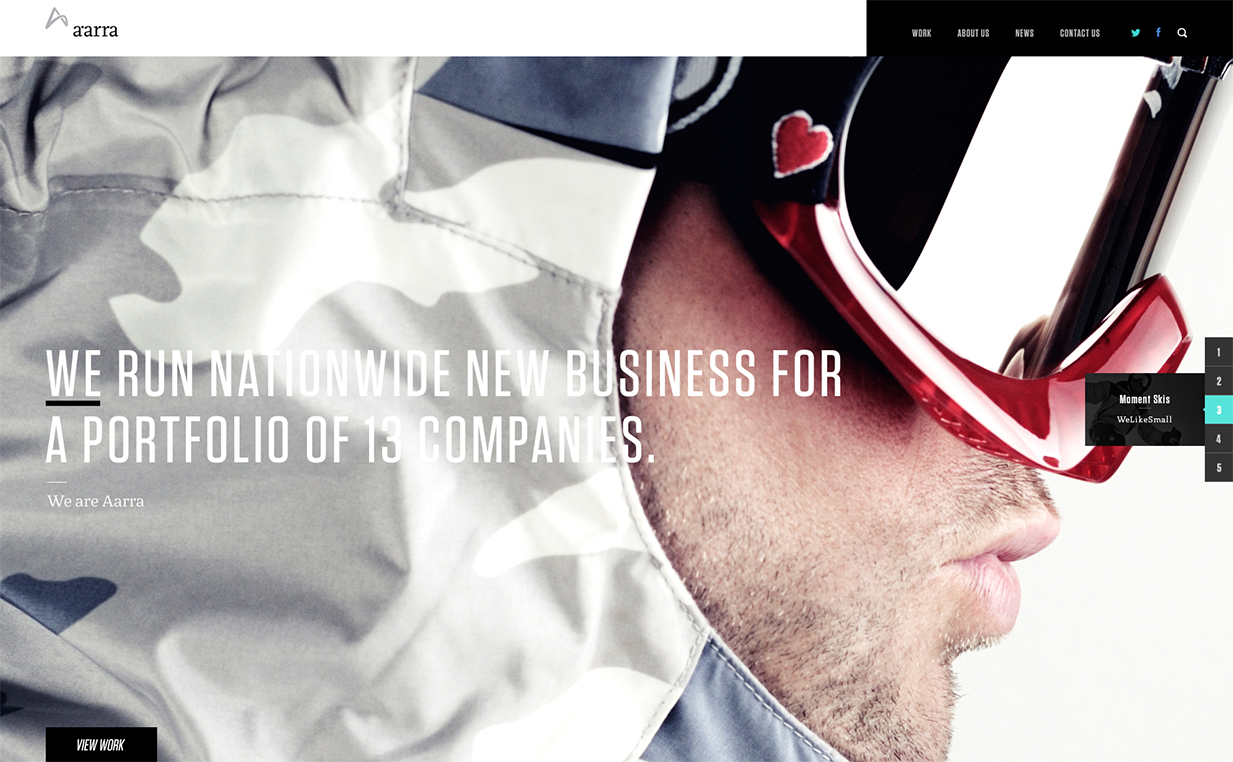 aarra
WORK
ABOUT US
NEWS
CONTACT US
WE RUN NATIONWIDE NEW BUSINESS FOR
A PORTFOLIO OF 13 COMPANIES.
We are Aarra
Moment Skis
WeLikeSmall
1
2
3
4
5
VIEW WORK